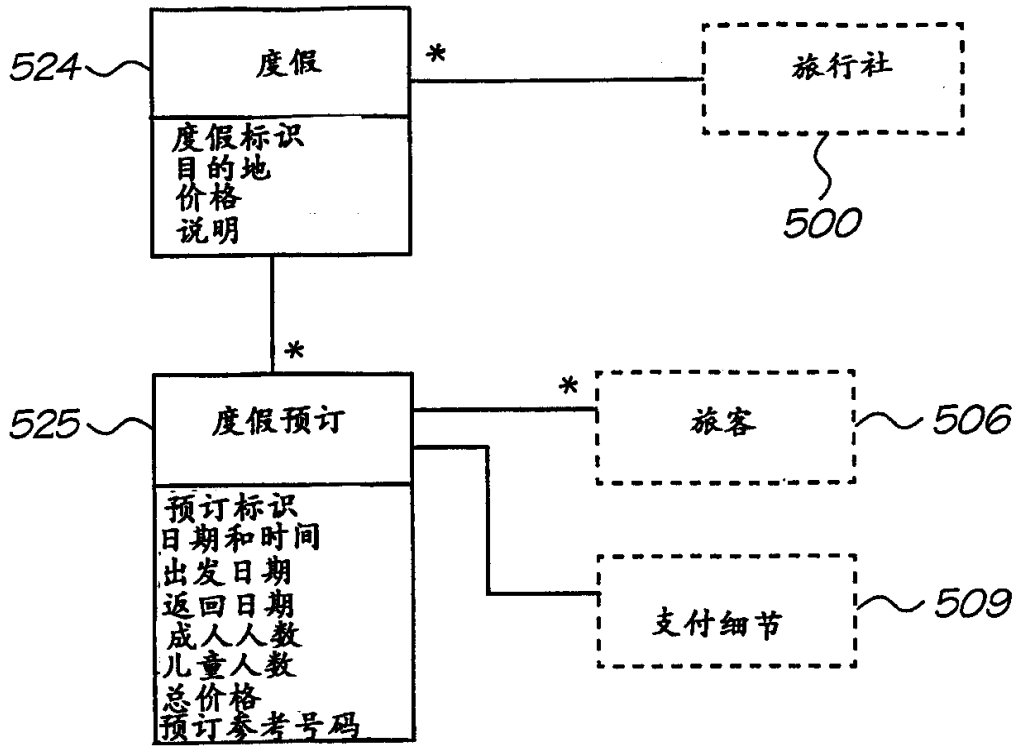 524
度假
*
旅行社
度假标识
目的地
价格
说明
500
*
525
度假预订
*
旅客
506
预订标识
日期和时间
出发日期
返回日期
成人人数
儿童人数
总价格
预订参考号码
支付细节
509